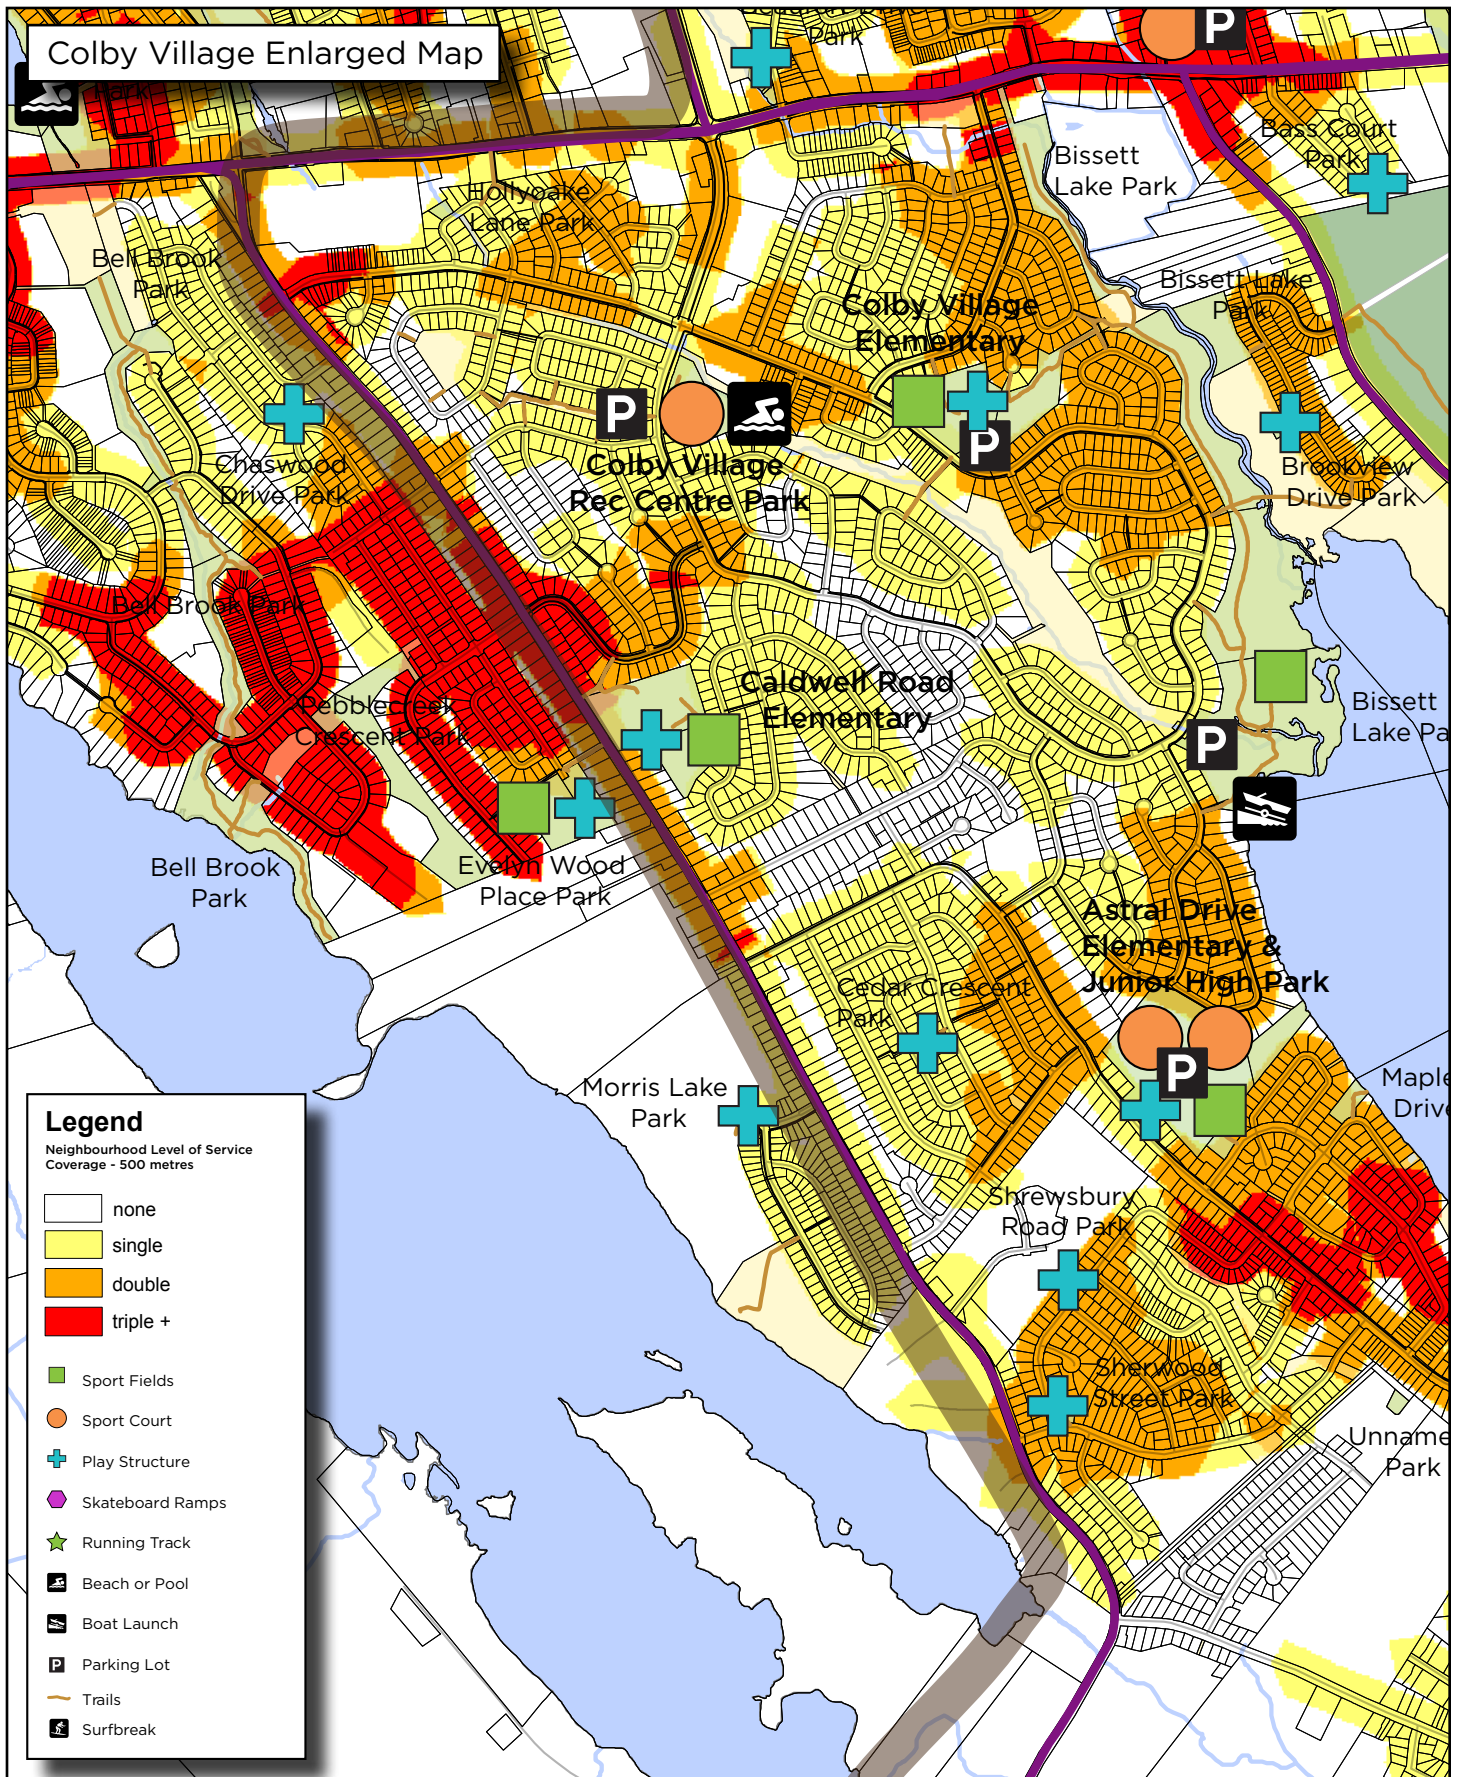 Colby Village Enlarged Map
Park
Park
P
Bass Court
Park
Bissett
Lake Park
Hollyoake
Lane Park
Bell Brook
Park
Bissett Lake
Park
Colby Village
Elementary
P
P
Colby Village
Rec Centre Park
Chaswood
Drive Park
Brookview
Drive Park
Bell Brook Park
Caldwell Road
Elementary
Pebblecreek
Crescent Park
Bissett
Lake Pa
P
Bell Brook
Park
Evelyn Wood
Place Park
Astral Drive
Elementary &
Junior High Park
Cedar Crescent
Park
P
Morris Lake
Park
Maple
Drive
Shrewsbury
Road Park
Sherwood
Street Park
Unname
Park
Legend
Neighbourhood Level of Service
Coverage - 500 metres
none
single
double
triple +
Sport Fields
Sport Court
Play Structure
Skateboard Ramps
Running Track
Beach or Pool
Boat Launch
P Parking Lot
Trails
Surfbreak